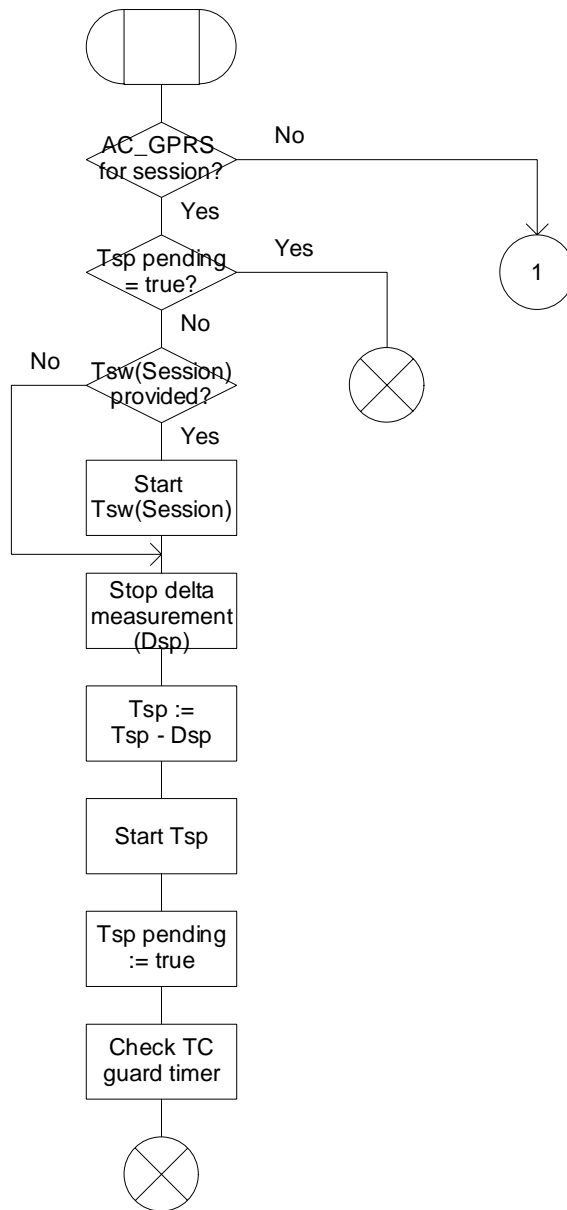 AC_GPRS
for session?
No
Yes
Tsp pending
= true?
Yes
1
No
No
Tsw(Session)
provided?
Yes
Start
Tsw(Session)
Stop delta
measurement
(Dsp)
Tsp :=
Tsp - Dsp
Start Tsp
Tsp pending
:= true
Check TC
guard timer